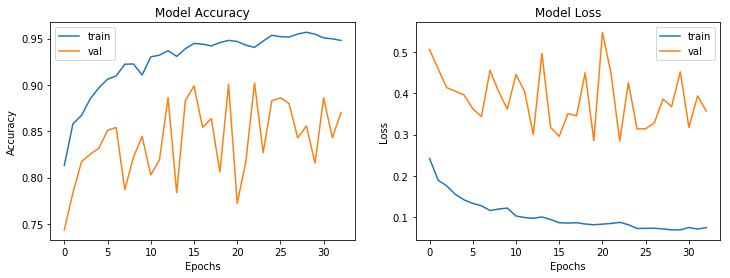 Model Accuracy
train
val
0.95
0.90
0.85
0.80
0.75
Accuracy
0 5 10 15 20 25 30
Epochs
Model Loss
train
val
0.5
0.4
0.3
0.2
0.1
Loss
0 5 10 15 20 25 30
Epochs